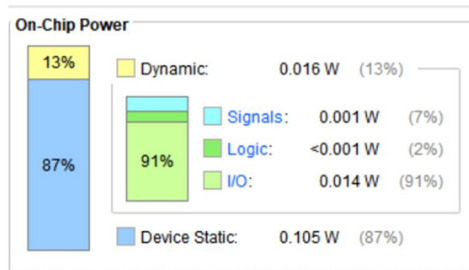 On-Chip Power
13%
Dynamic: 0.016 W (13%)
Signals: 0.001 W (7%)
Logic: <0.001 W (2%)
87%
91%
I/O: 0.014 W (91%)
Device Static: 0.105 W (87%)